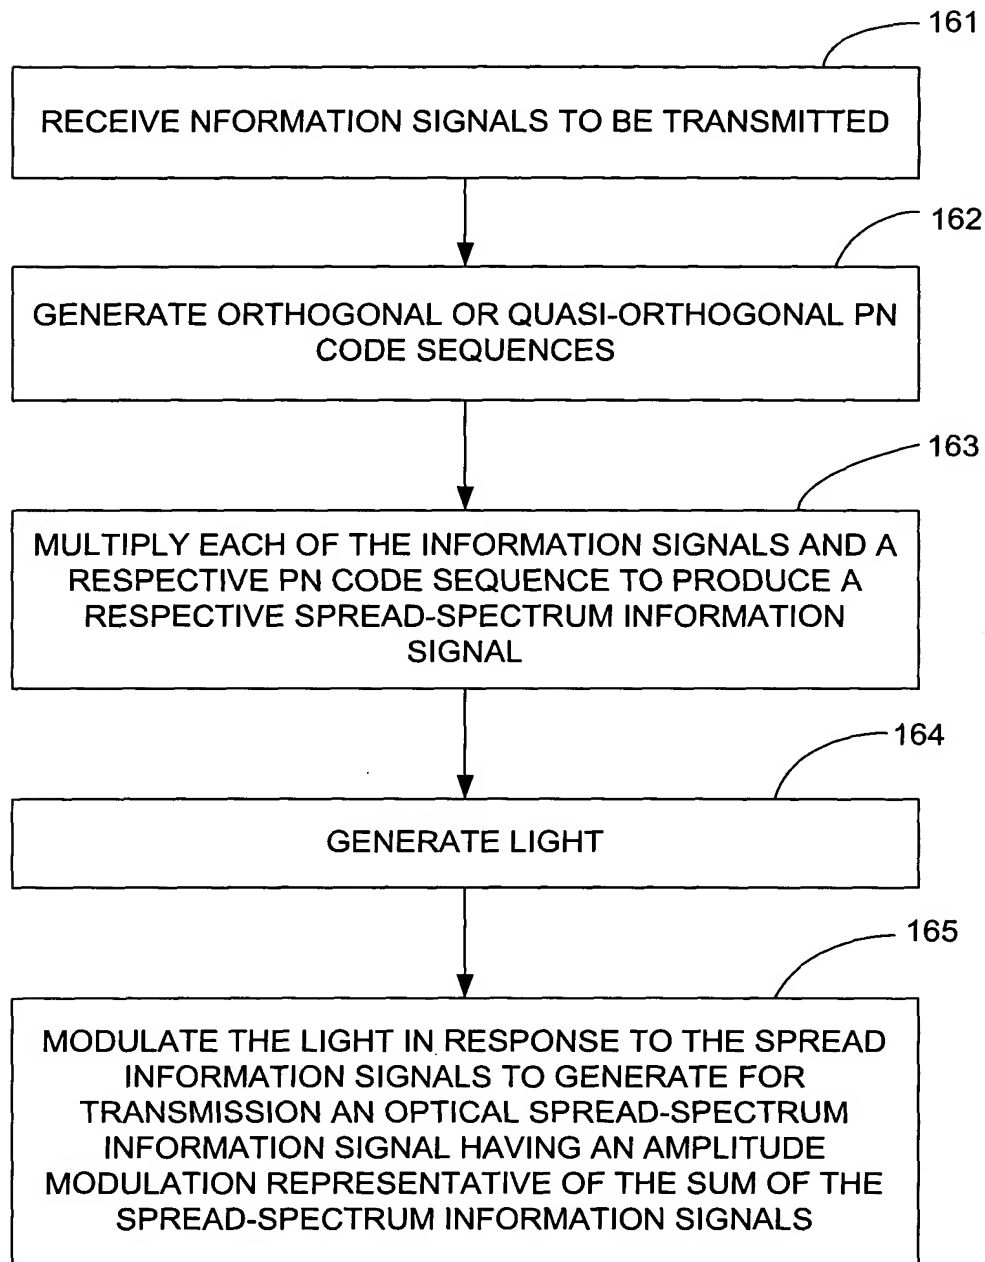 161
RECEIVE NFORMATION SIGNALS TO BE TRANSMITTED
162
GENERATE ORTHOGONAL OR QUASI-ORTHOGONAL PN
CODE SEQUENCES
163
MULTIPLY EACH OF THE INFORMATION SIGNALS AND A
RESPECTIVE PN CODE SEQUENCE TO PRODUCE A
RESPECTIVE SPREAD-SPECTRUM INFORMATION
SIGNAL
164
GENERATE LIGHT
165
MODULATE THE LIGHT IN RESPONSE TO THE SPREAD
INFORMATION SIGNALS TO GENERATE FOR
TRANSMISSION AN OPTICAL SPREAD-SPECTRUM
INFORMATION SIGNAL HAVING AN AMPLITUDE
MODULATION REPRESENTATIVE OF THE SUM OF THE
SPREAD-SPECTRUM INFORMATION SIGNALS